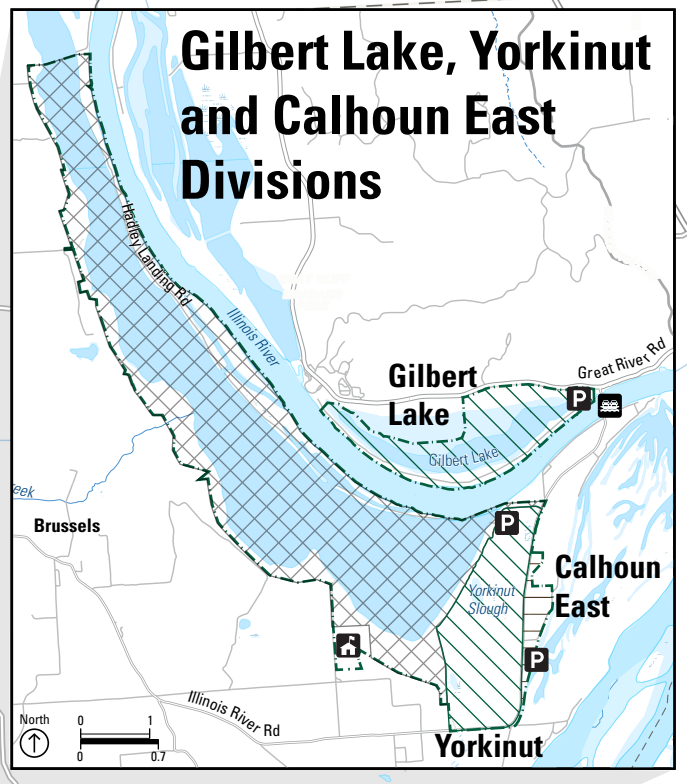 Gilbert Lake, Yorkinut
and Calhoun East
Divisions
Hadley Landing Rd
Illinois River
Great River Rd
Gilbert
Lake
P
Gilbert Lake
eek
Brussels
P
Calhoun
East
Yorkinut
Slough
P
Illinois River Rd
North
0 1
0 0.7
Yorkinut